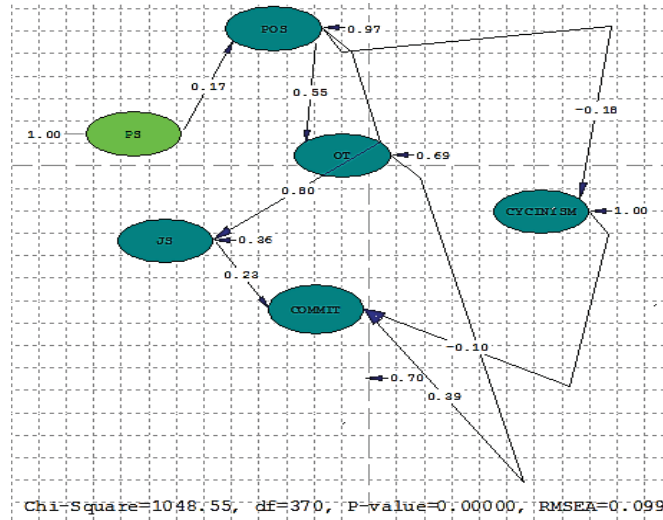 POS
0.97
0.17
0.55
-0.18
1.00
PS
OT
0.69
0.80
CYCINISM
1.00
JS
0.36
0.23
COMMIT
-0.10
0.70
0.39
Chi-Square=1048.55, df=370, P-value=0.00000, RMSEA=0.099